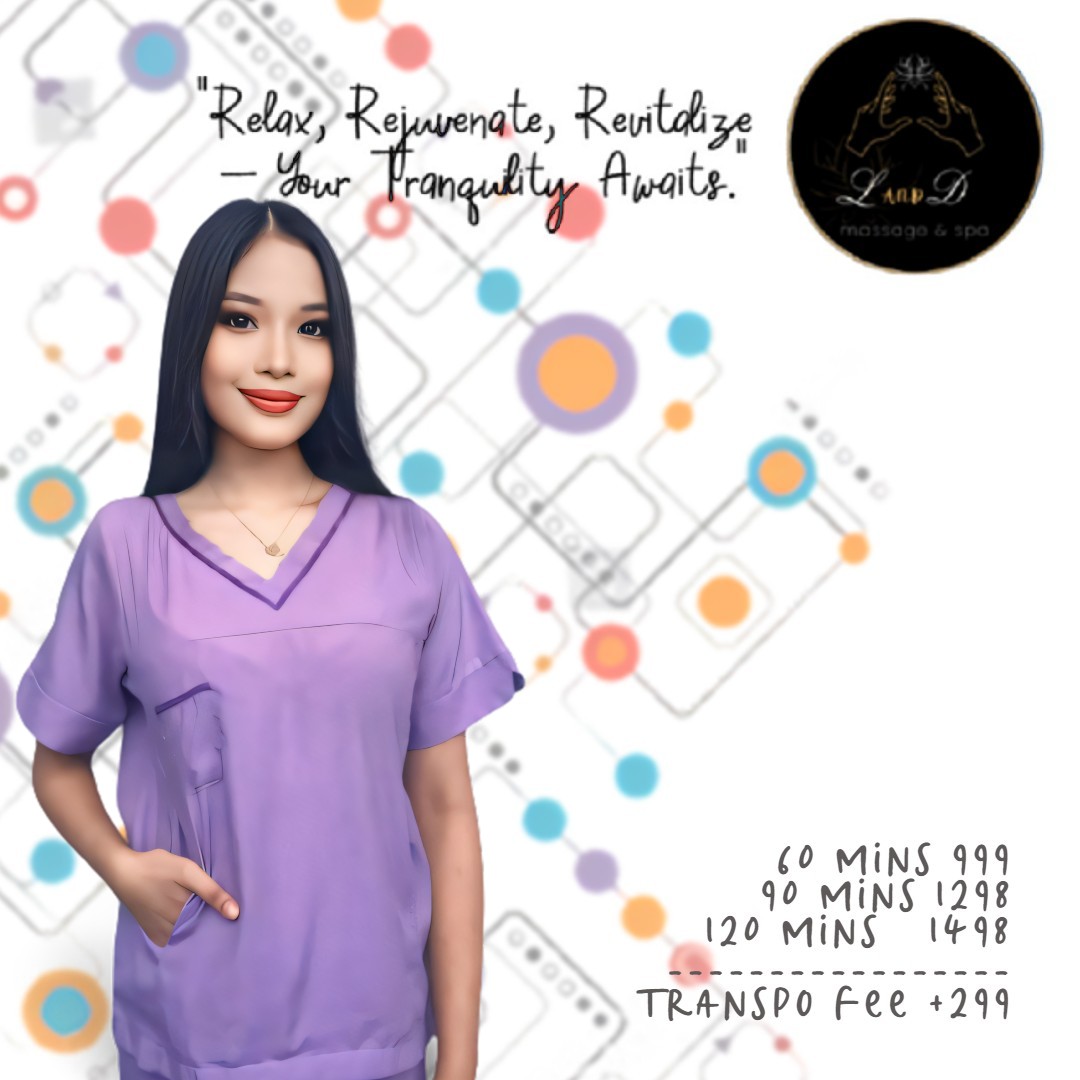 "Relax, Rejuvenate, Revitalize
— Your Tranquility Awaits."
L AND D
massage & spa
60 MiNS 999
90 MiNS 1298
120 MiNS 1498
-----------------
TRANSPO Fee +299